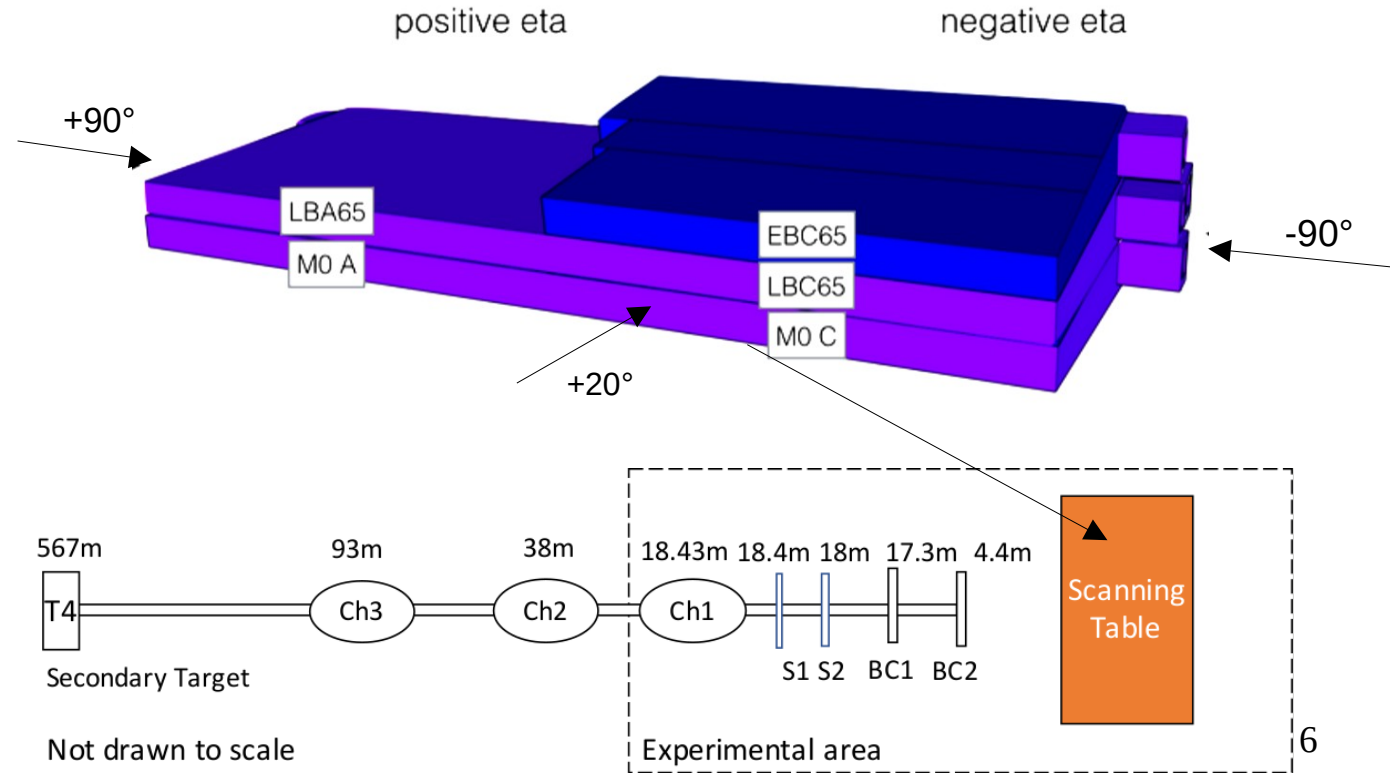 positive eta
negative eta
+90°
-90°
LBA65
M0 A
EBC65
LBC65
M0 C
+20°
567m
93m
38m
18.43m
18.4m
18m
17.3m
4.4m
T4
Ch3
Ch2
Ch1
Scanning
Table
S1
S2
BC1
BC2
Secondary Target
Not drawn to scale
Experimental area
6